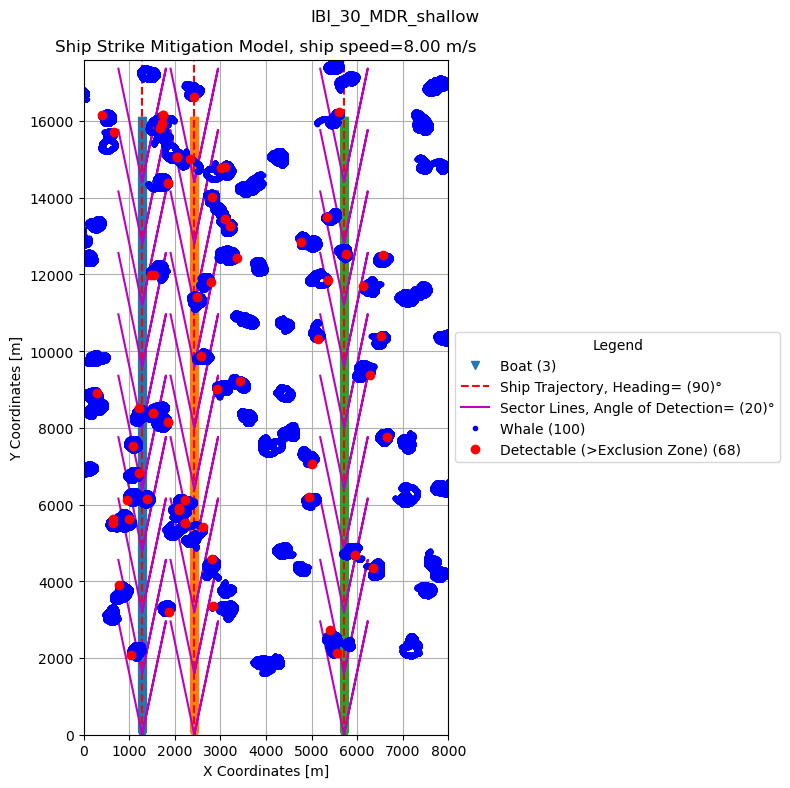 IBI_30_MDR_shallow
Ship Strike Mitigation Model, ship speed=8.00 m/s
Y Coordinates [m]
16000
14000
12000
10000
8000
6000
4000
2000
0
0 1000 2000 3000 4000 5000 6000 7000 8000
X Coordinates [m]
Legend
Boat (3)
Ship Trajectory, Heading= (90)°
Sector Lines, Angle of Detection= (20)°
Whale (100)
Detectable (>Exclusion Zone) (68)